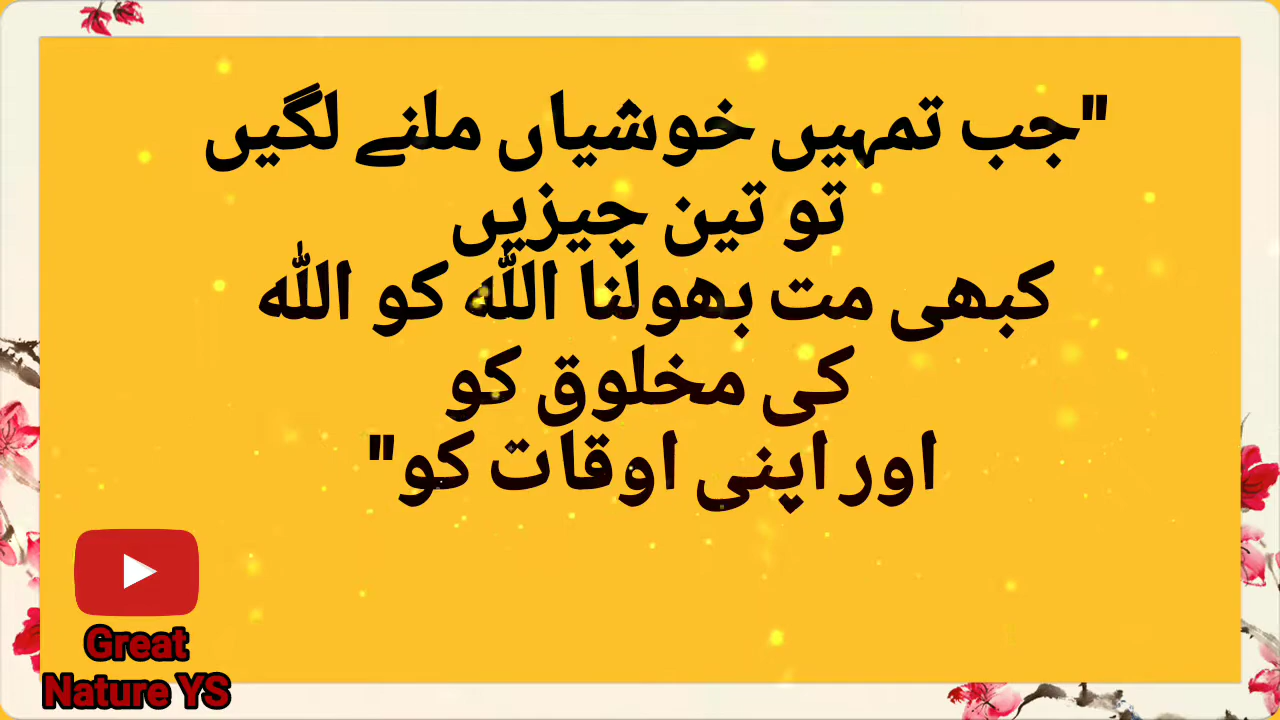 "جب تمہیں خوشیاں ملنے لگیں
تو تین چیزیں
کبھی مت بھولنا اللہ کو اللہ
کی مخلوق کو
اور اپنی اوقات کو"
Great
Nature YS